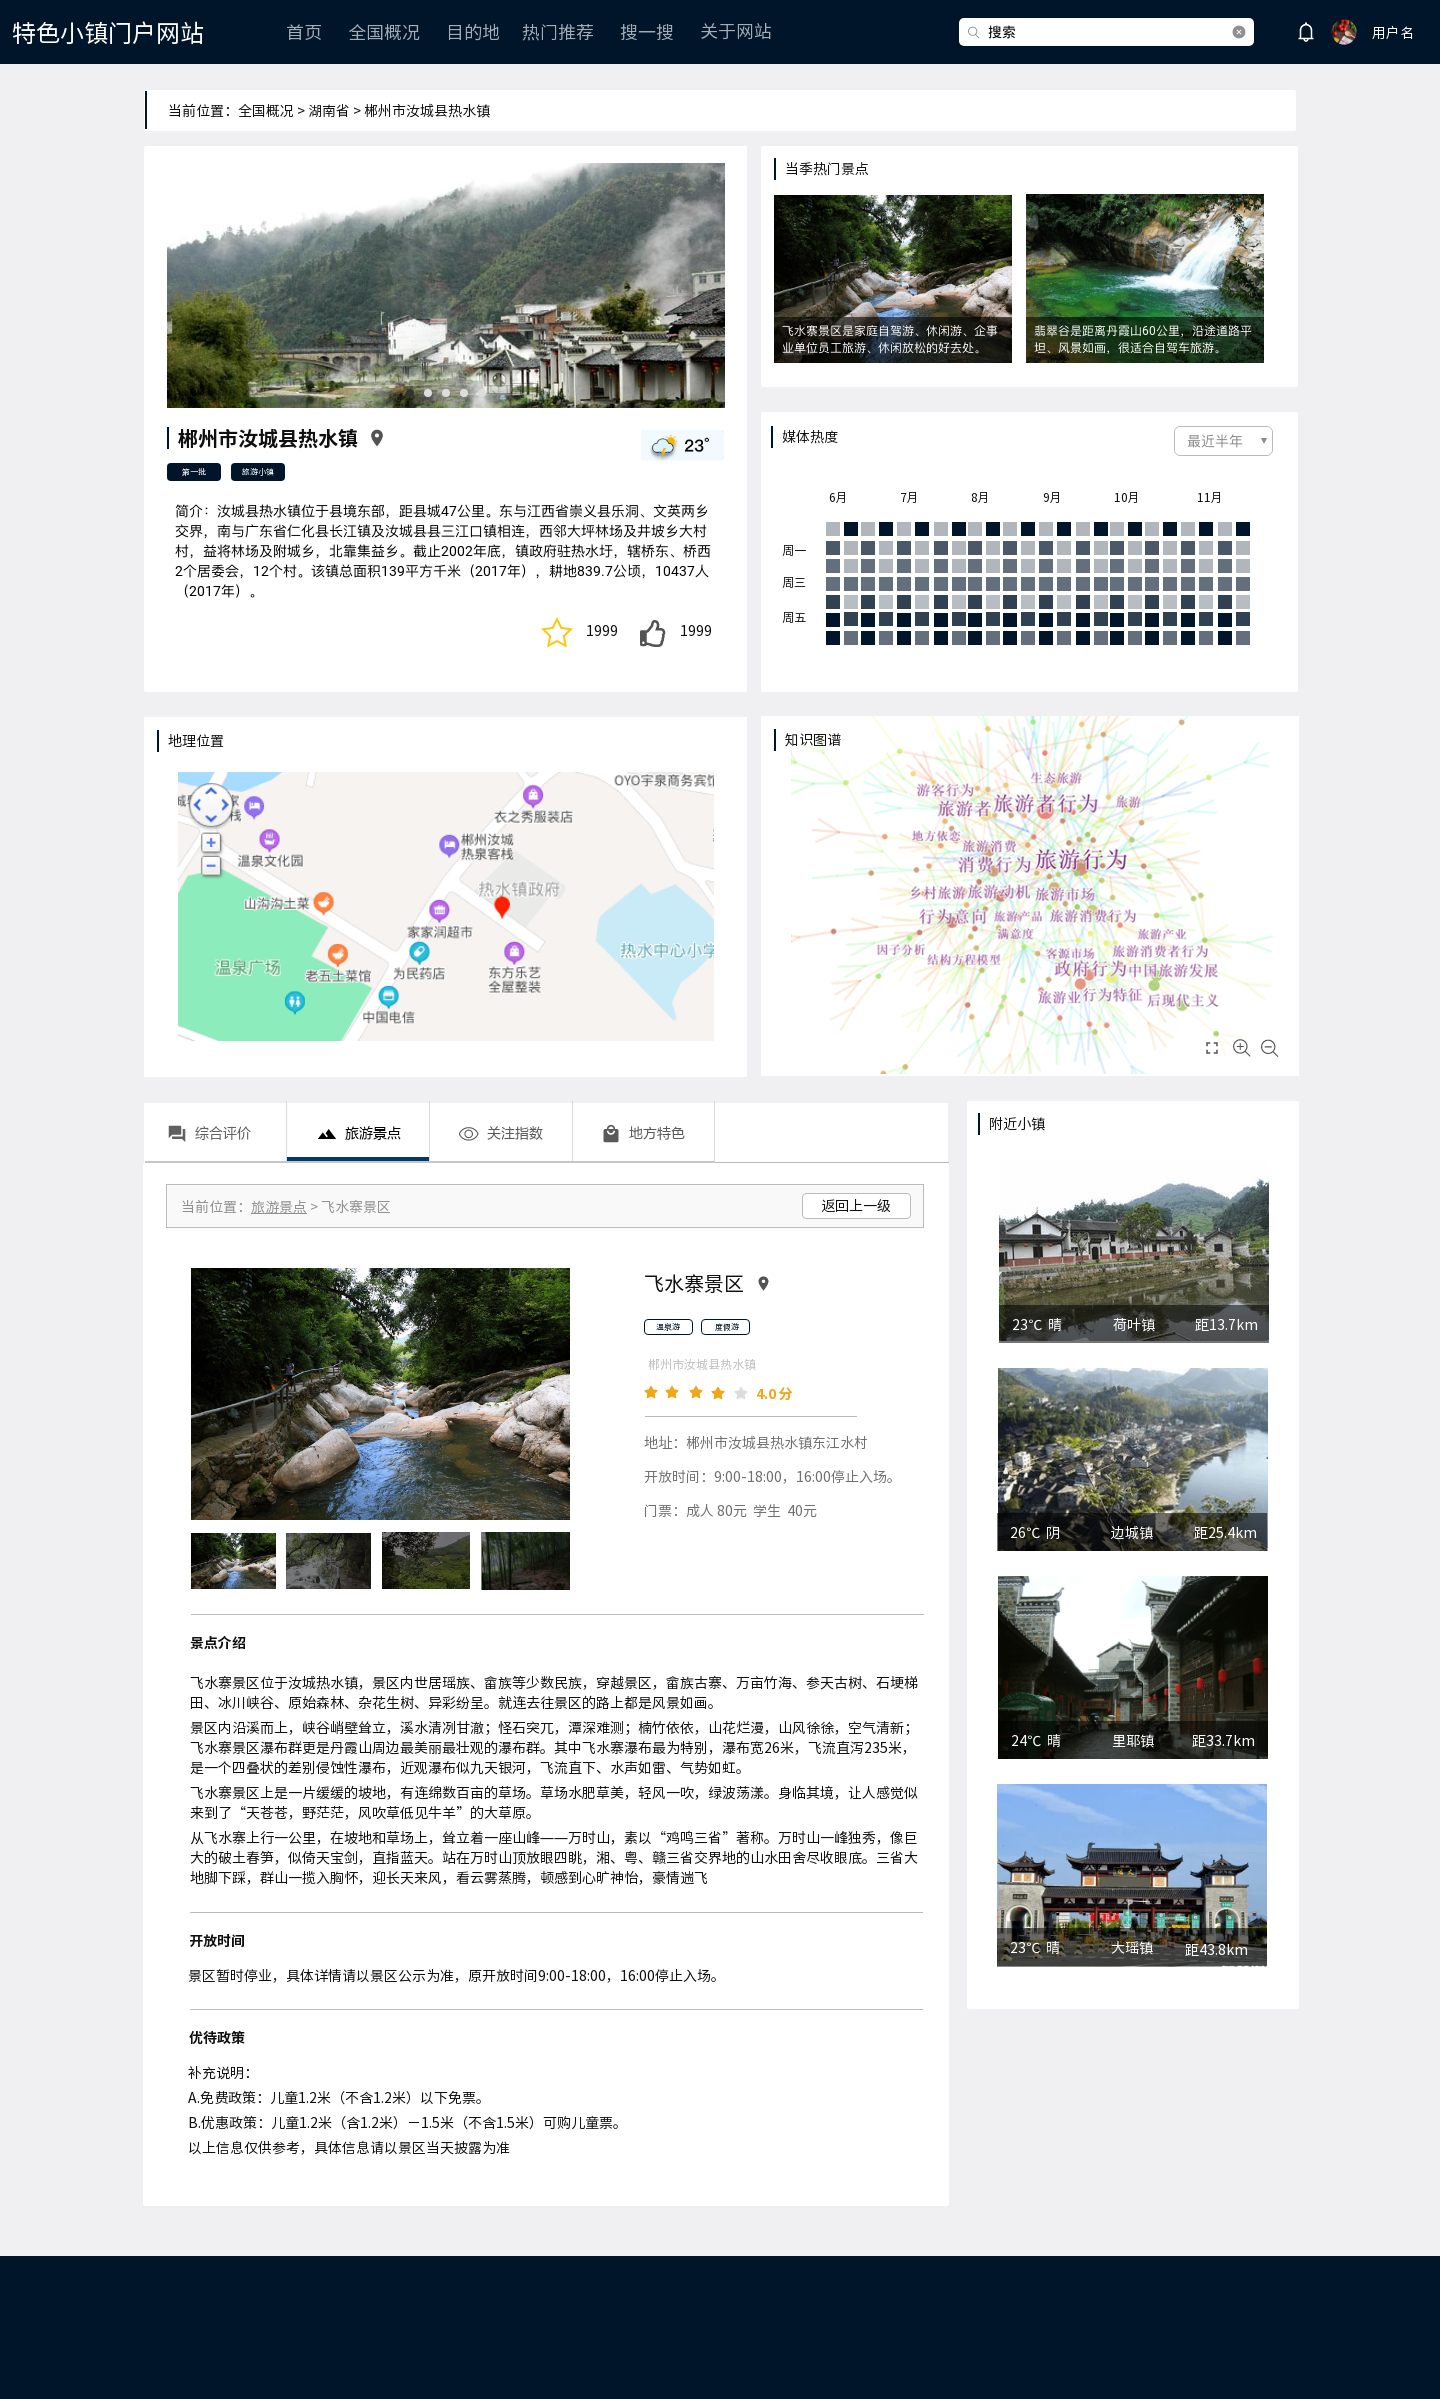 特色小镇门户网站
首页 全国概况 目的地 热门推荐 搜一搜 关于网站
搜索
用户名
当前位置：全国概况 > 湖南省 > 郴州市汝城县热水镇
郴州市汝城县热水镇
23°
第一批 旅游小镇
简介：汝城县热水镇位于县境东部，距县城47公里。东与江西省崇义县乐洞、文英两乡
交界，南与广东省仁化县长江镇及汝城县县三江口镇相连，西邻大坪林场及井坡乡大村
村，益将林场及附城乡，北靠集益乡。截止2002年底，镇政府驻热水圩，辖桥东、桥西
2个居委会，12个村。该镇总面积139平方千米（2017年），耕地839.7公顷，10437人
（2017年）。
1999 1999
当季热门景点
飞水寨景区是家庭自驾游、休闲游、企事
业单位员工旅游、休闲放松的好去处。
翡翠谷是距离丹霞山60公里，沿途道路平
坦、风景如画，很适合自驾车旅游。
媒体热度
最近半年
6月 7月 8月 9月 10月 11月
周一
周三
周五
地理位置
OYO宇泉商务宾馆
衣之秀服装店
温泉文化园
郴州汝城
热泉客栈
热水镇政府
山沟沟土菜
家家润超市
热水中心小学
温泉广场
老五土菜馆
为民药店
东方乐艺
全屋整装
中国电信
知识图谱
生态旅游
游客行为
旅游者 旅游者行为 旅游
地方依恋
旅游消费
消费行为 旅游行为
乡村旅游 旅游动机 旅游市场
行为意向 旅游产品 旅游消费行为
满意度 旅游产业
因子分析 客源市场 旅游消费者行为
结构方程模型 政府行为 中国旅游发展
旅游业 行为特征 后现代主义
综合评价 旅游景点 关注指数 地方特色
当前位置：旅游景点 > 飞水寨景区
返回上一级
飞水寨景区
温泉游 度假游
郴州市汝城县热水镇
4.0 分
地址：郴州市汝城县热水镇东江水村
开放时间：9:00-18:00，16:00停止入场。
门票：成人 80元 学生 40元
景点介绍
飞水寨景区位于汝城热水镇，景区内世居瑶族、畲族等少数民族，穿越景区，畲族古寨、万亩竹海、参天古树、石埂梯
田、冰川峡谷、原始森林、杂花生树、异彩纷呈。就连去往景区的路上都是风景如画。
景区内沿溪而上，峡谷峭壁耸立，溪水清冽甘澈；怪石突兀，潭深难测；楠竹依依，山花烂漫，山风徐徐，空气清新；
飞水寨景区瀑布群更是丹霞山周边最美丽最壮观的瀑布群。其中飞水寨瀑布最为特别，瀑布宽26米，飞流直泻235米，
是一个四叠状的差别侵蚀性瀑布，近观瀑布似九天银河，飞流直下、水声如雷、气势如虹。
飞水寨景区上是一片缓缓的坡地，有连绵数百亩的草场。草场水肥草美，轻风一吹，绿波荡漾。身临其境，让人感觉似
来到了“天苍苍，野茫茫，风吹草低见牛羊”的大草原。
从飞水寨上行一公里，在坡地和草场上，耸立着一座山峰——万时山，素以“鸡鸣三省”著称。万时山一峰独秀，像巨
大的破土春笋，似倚天宝剑，直指蓝天。站在万时山顶放眼四眺，湘、粤、赣三省交界地的山水田舍尽收眼底。三省大
地脚下踩，群山一揽入胸怀，迎长天来风，看云雾蒸腾，顿感到心旷神怡，豪情逸飞
开放时间
景区暂时停业，具体详情请以景区公示为准，原开放时间9:00-18:00，16:00停止入场。
优待政策
补充说明：
A.免费政策：儿童1.2米（不含1.2米）以下免票。
B.优惠政策：儿童1.2米（含1.2米）—1.5米（不含1.5米）可购儿童票。
以上信息仅供参考，具体信息请以景区当天披露为准
附近小镇
23℃ 晴 荷叶镇 距13.7km
26℃ 阴 边城镇 距25.4km
24℃ 晴 里耶镇 距33.7km
23℃ 晴 大瑶镇 距43.8km